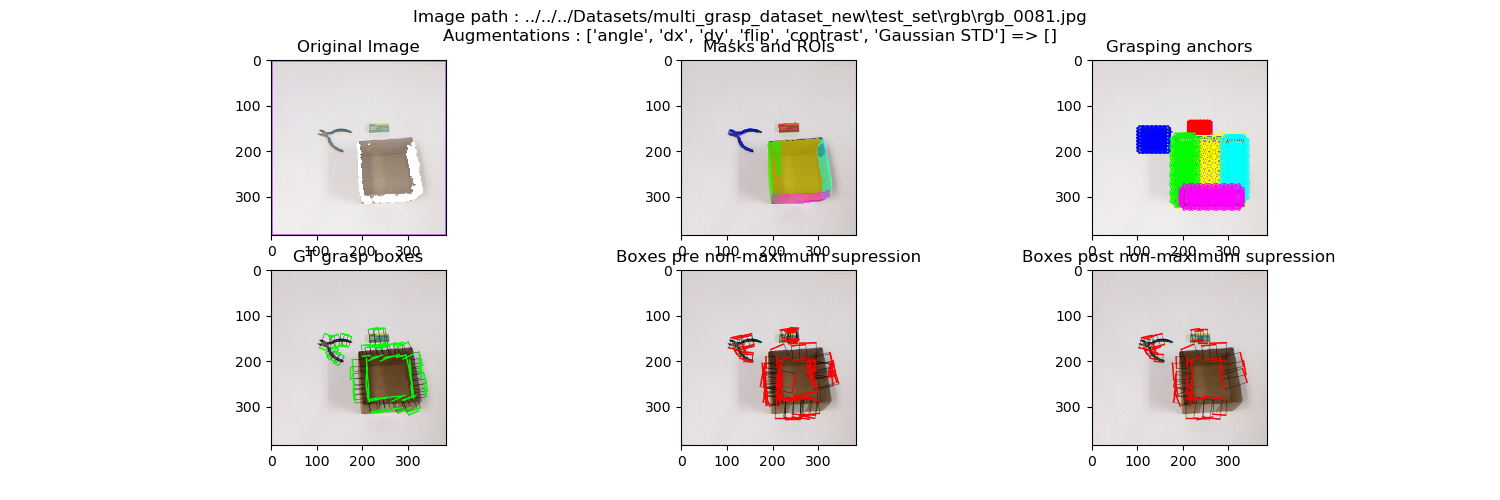 Image path : ../../../Datasets/multi_grasp_dataset_new\test_set\rgb\rgb_0081.jpg
Augmentations : ['angle', 'dx', 'dy', 'flip', 'contrast', 'Gaussian STD'] => []
Original Image
Masks and ROIs
Grasping anchors
0
100
200
300
0 100 200 300
0
100
200
300
0 100 200 300
0
100
200
300
0 100 200 300
GT grasp boxes
Boxes pre non-maximum supression
Boxes post non-maximum supression
0
100
200
300
0 100 200 300
0
100
200
300
0 100 200 300
0
100
200
300
0 100 200 300